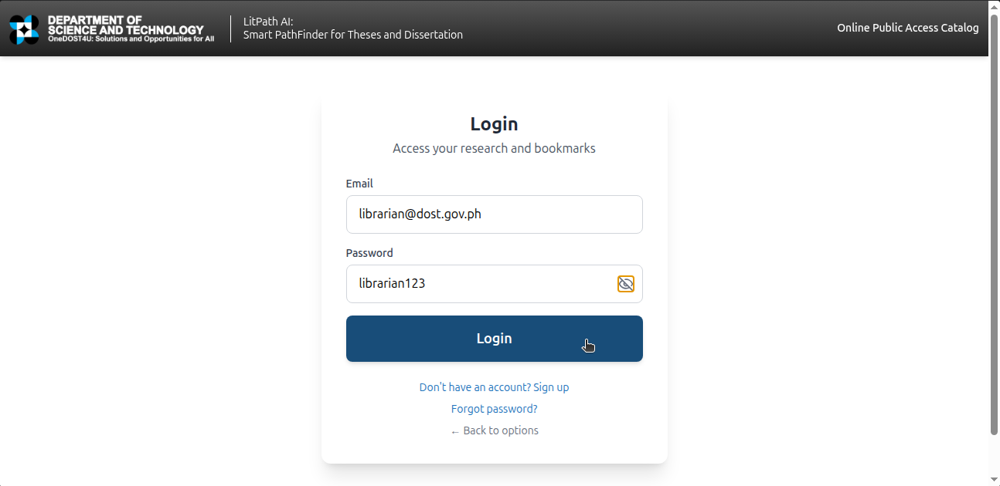 DEPARTMENT OF
SCIENCE AND TECHNOLOGY
OneDOST4U: Solutions and Opportunities for All
LitPath AI:
Smart PathFinder for Theses and Dissertation
Online Public Access Catalog
Login
Access your research and bookmarks
Email
librarian@dost.gov.ph
Password
librarian123
Login
Don't have an account? Sign up
Forgot password?
← Back to options